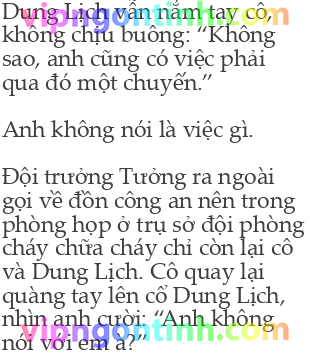 Dung Lịch vẫn nắm tay cô,
vipngontinh.com
không chịu buông: “Không
sao, anh cũng có việc phải
qua đó một chuyến.”
Anh không nói là việc gì.
Đội trưởng Tưởng ra ngoài
gọi về đồn công an nên trong
phòng họp ở trụ sở đội phòng
cháy chữa cháy chỉ còn lại cô
và Dung Lịch. Cô quay lại
quàng tay lên cổ Dung Lịch,
nhìn anh cười: “Anh không
vipngontinh.com
nói với em à?”